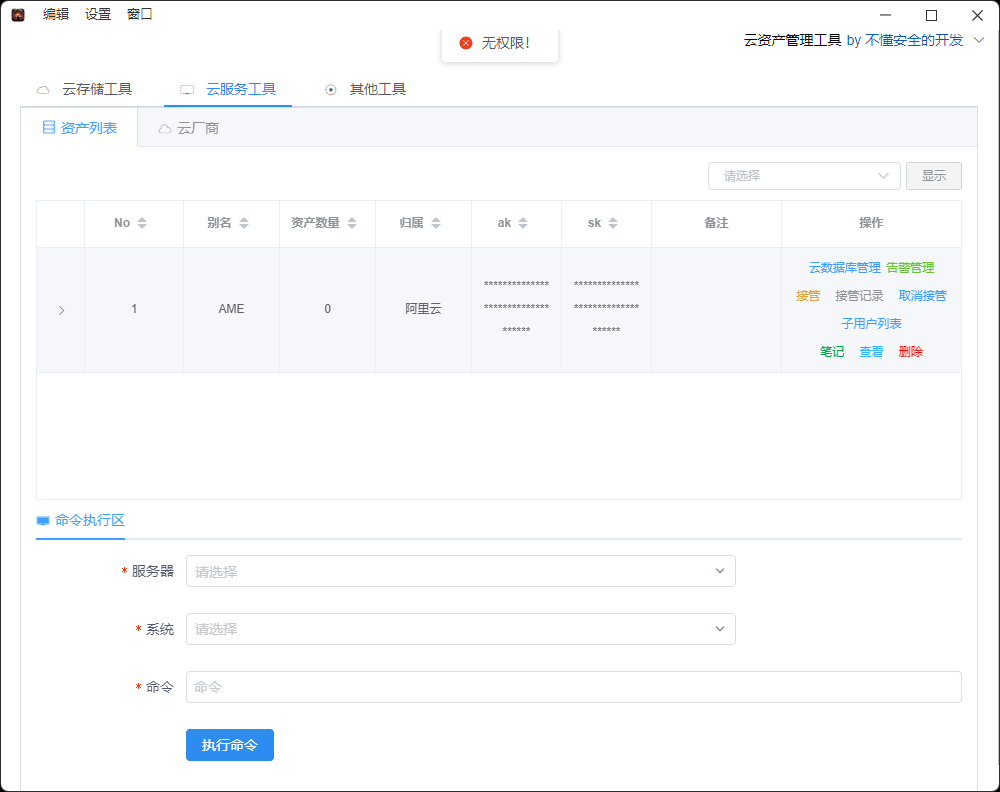 编辑 设置 窗口
无权限!
云资产管理工具 by 不懂安全的开发
云存储工具 云服务工具 其他工具
资产列表 云厂商
请选择 显示
No 别名 资产数量 归属 ak sk 备注 操作
1 AME 0 阿里云
************** **************
************** **************
****** ******
云数据库管理 告警管理
接管 接管记录 取消接管
子用户列表
笔记 查看 删除
命令执行区
* 服务器 请选择
* 系统 请选择
* 命令 命令
执行命令